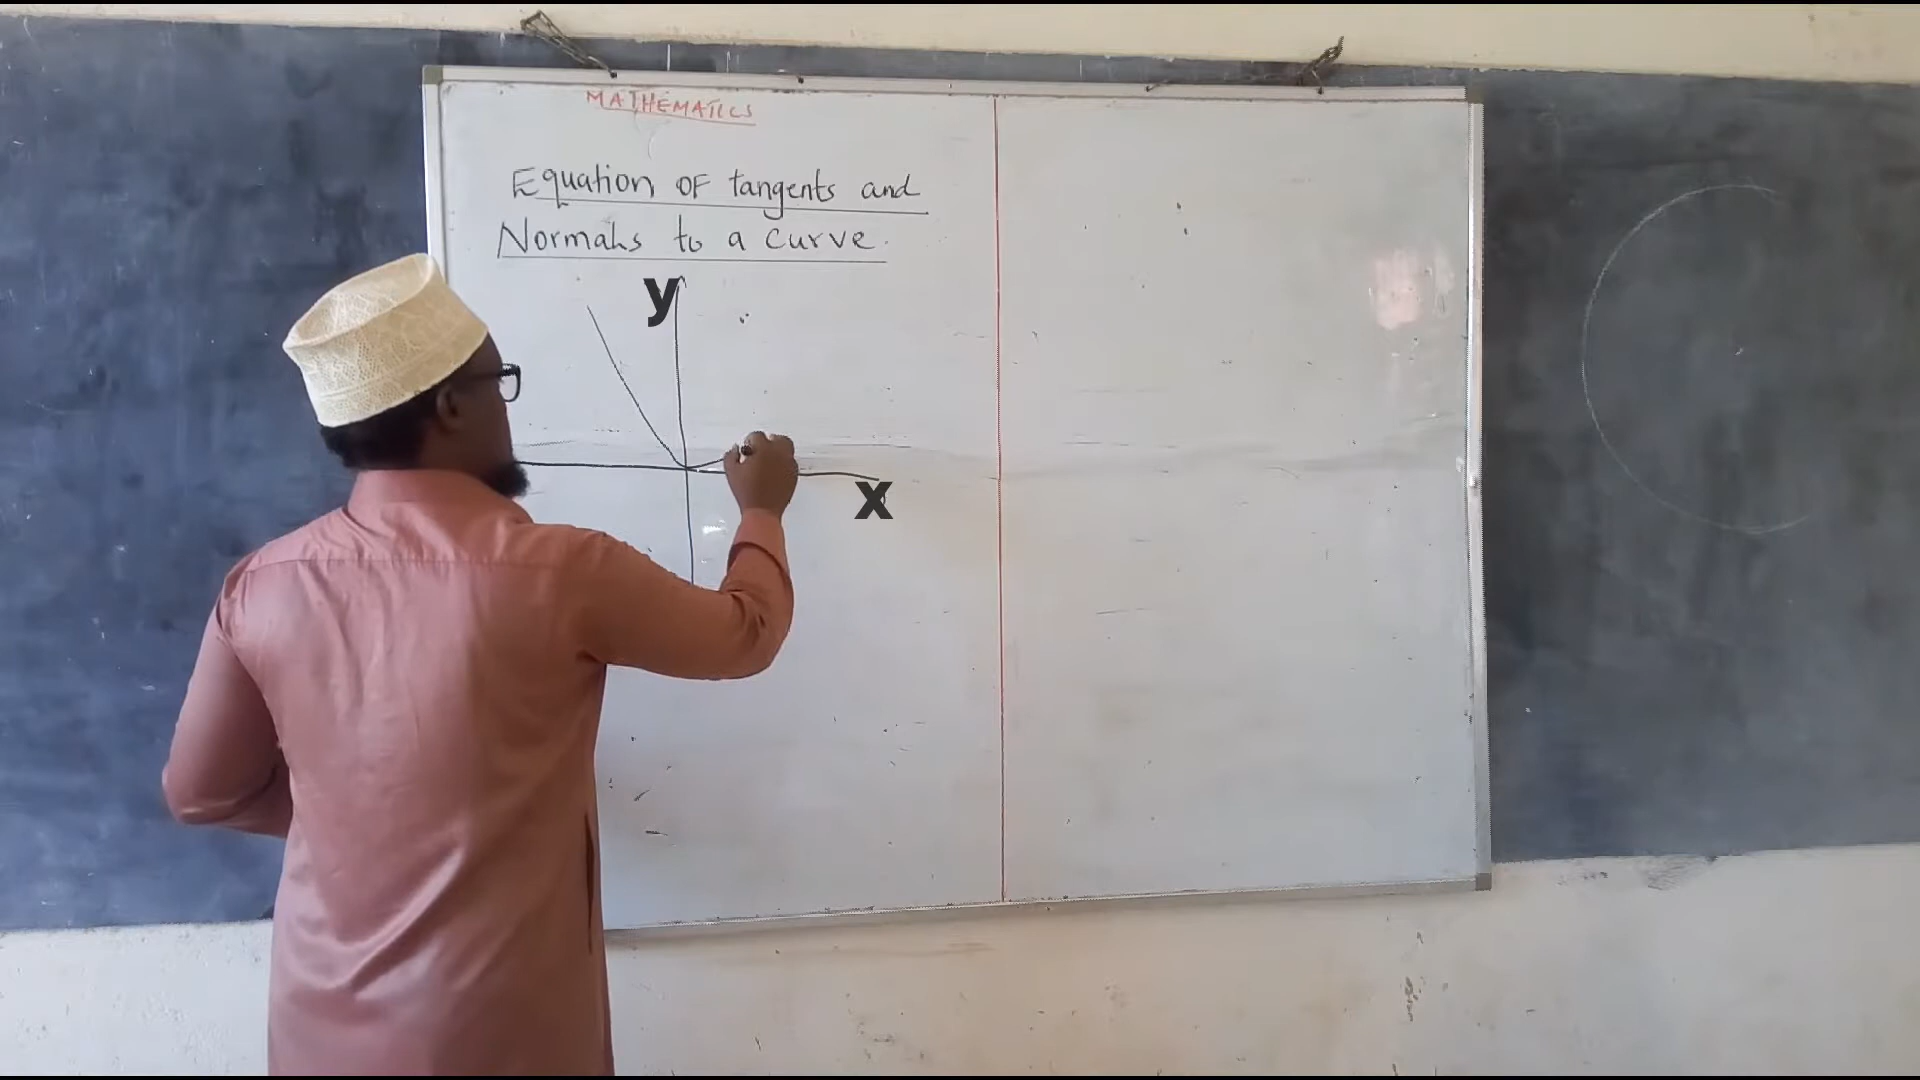 MATHEMATICS
Equation OF tangents and
Normals to a curve.
y
x